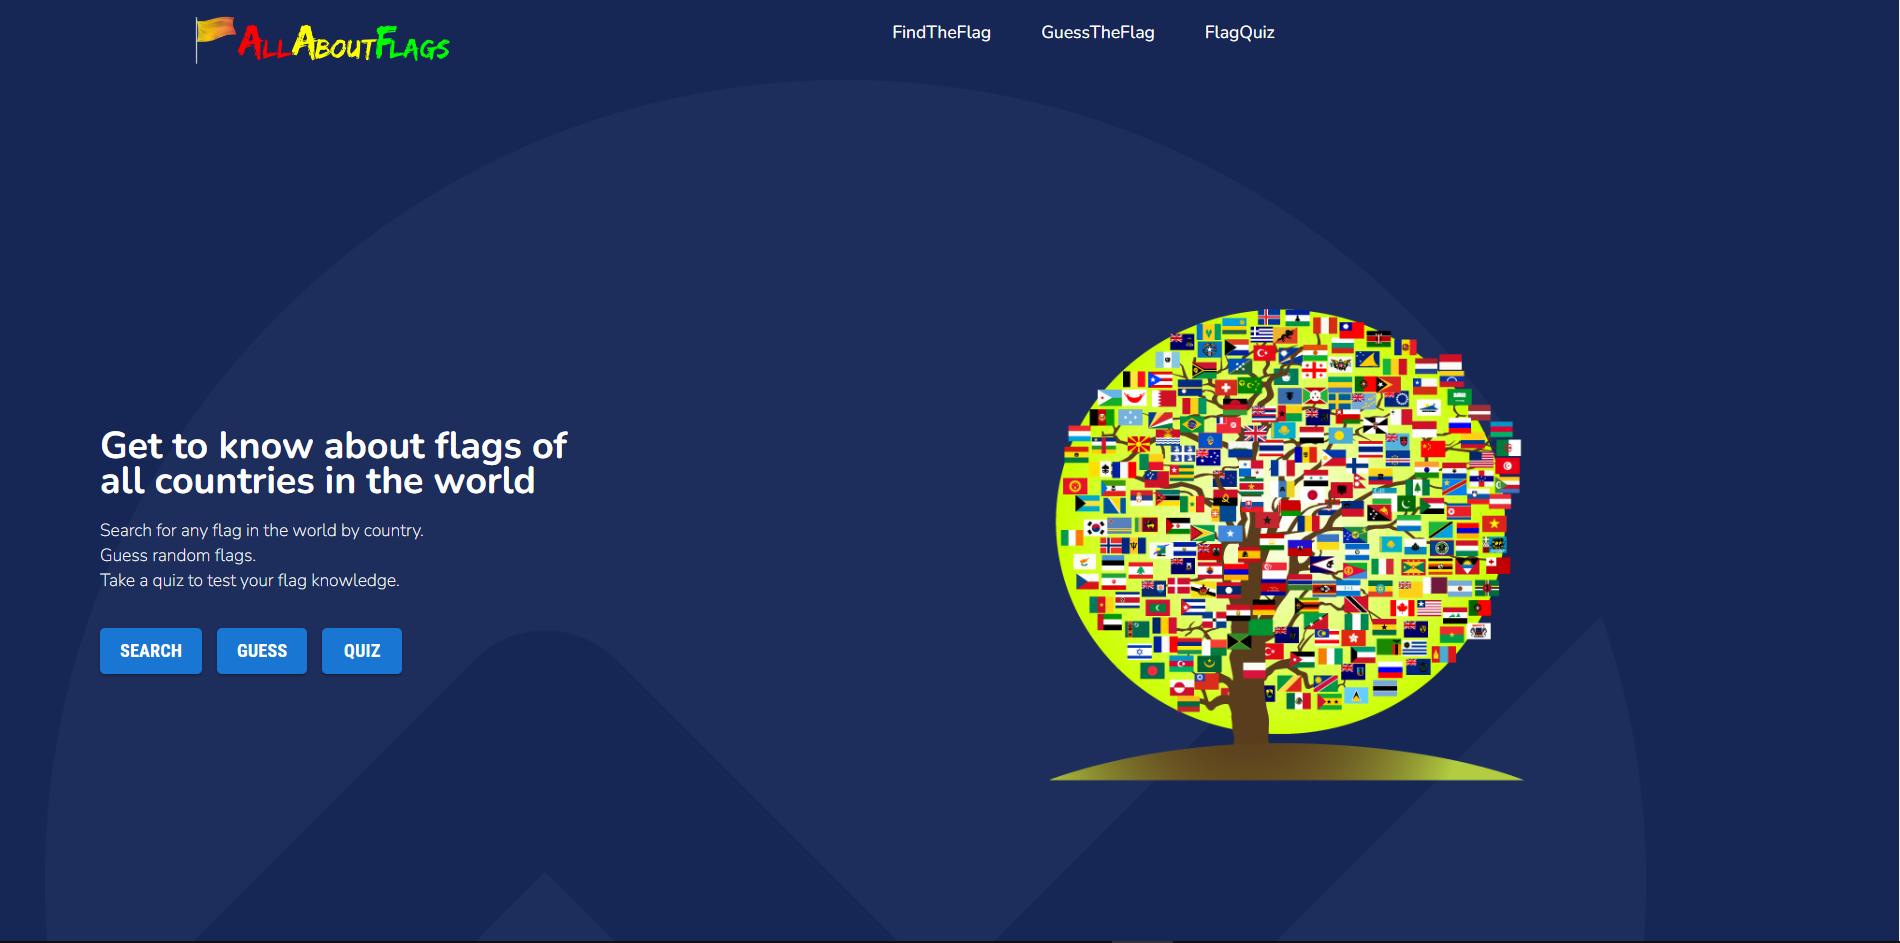 AllAboutFlags
FindTheFlag
GuessTheFlag
FlagQuiz
Get to know about flags of
all countries in the world
Search for any flag in the world by country.
Guess random flags.
Take a quiz to test your flag knowledge.
SEARCH
GUESS
QUIZ